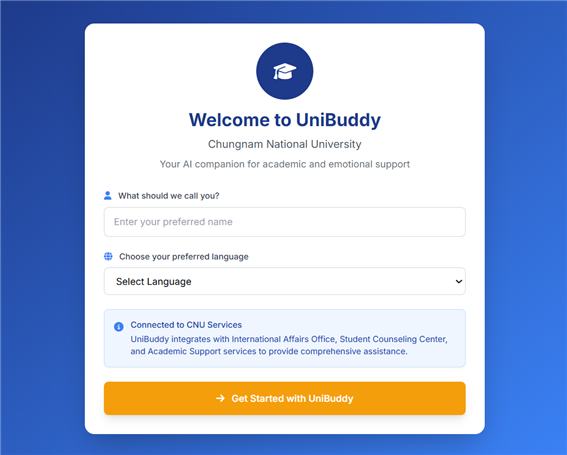 Welcome to UniBuddy
Chungnam National University
Your AI companion for academic and emotional support
What should we call you?
Enter your preferred name
Choose your preferred language
Select Language
Connected to CNU Services
UniBuddy integrates with International Affairs Office, Student Counseling Center,
and Academic Support services to provide comprehensive assistance.
Get Started with UniBuddy